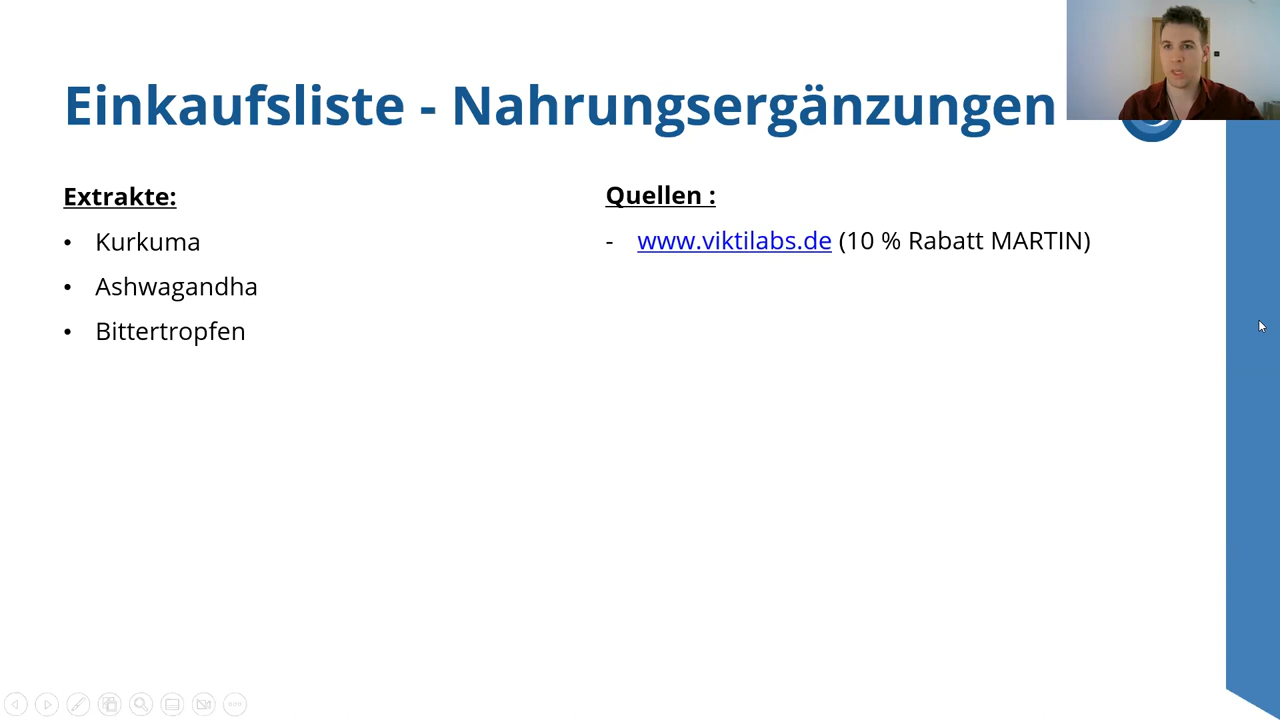 Einkaufsliste - Nahrungsergänzungen
Extrakte:
• Kurkuma
• Ashwagandha
• Bittertropfen
Quellen :
- www.viktilabs.de (10 % Rabatt MARTIN)